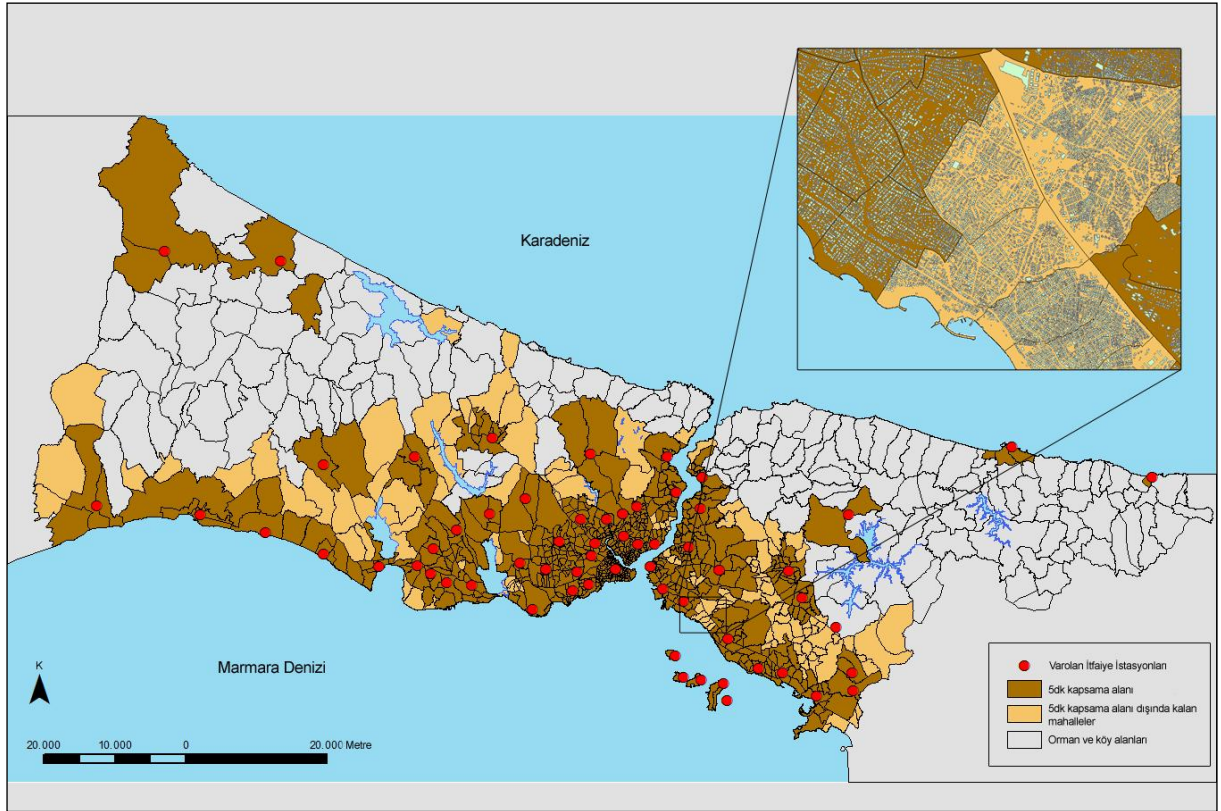 Karadeniz
Marmara Denizi
K
20.000 10.000 0 20.000 Metre
Varolan İtfaiye İstasyonları
5dk kapsama alanı
5dk kapsama alanı dışında kalan
mahalleler
Orman ve köy alanları